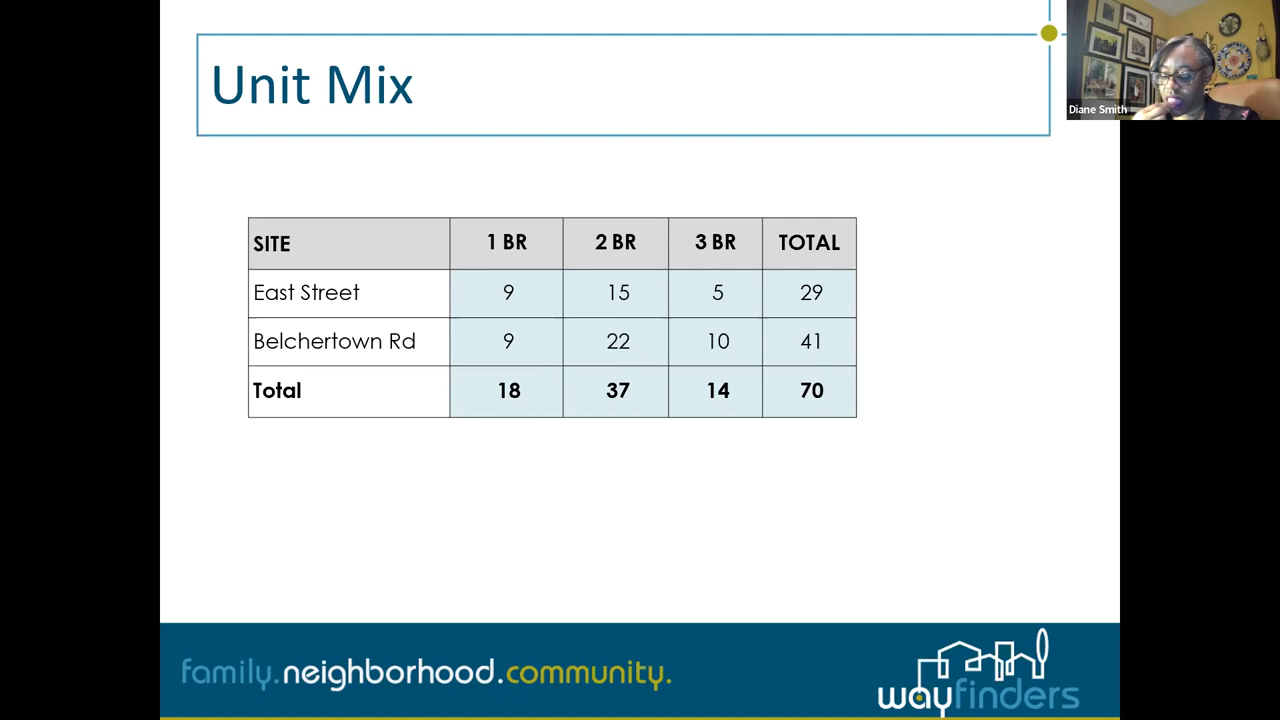 Unit Mix
Diane Smith
SITE 1 BR 2 BR 3 BR TOTAL
East Street 9 15 5 29
Belchertown Rd 9 22 10 41
Total 18 37 14 70
family.neighborhood.community.
wayfinders